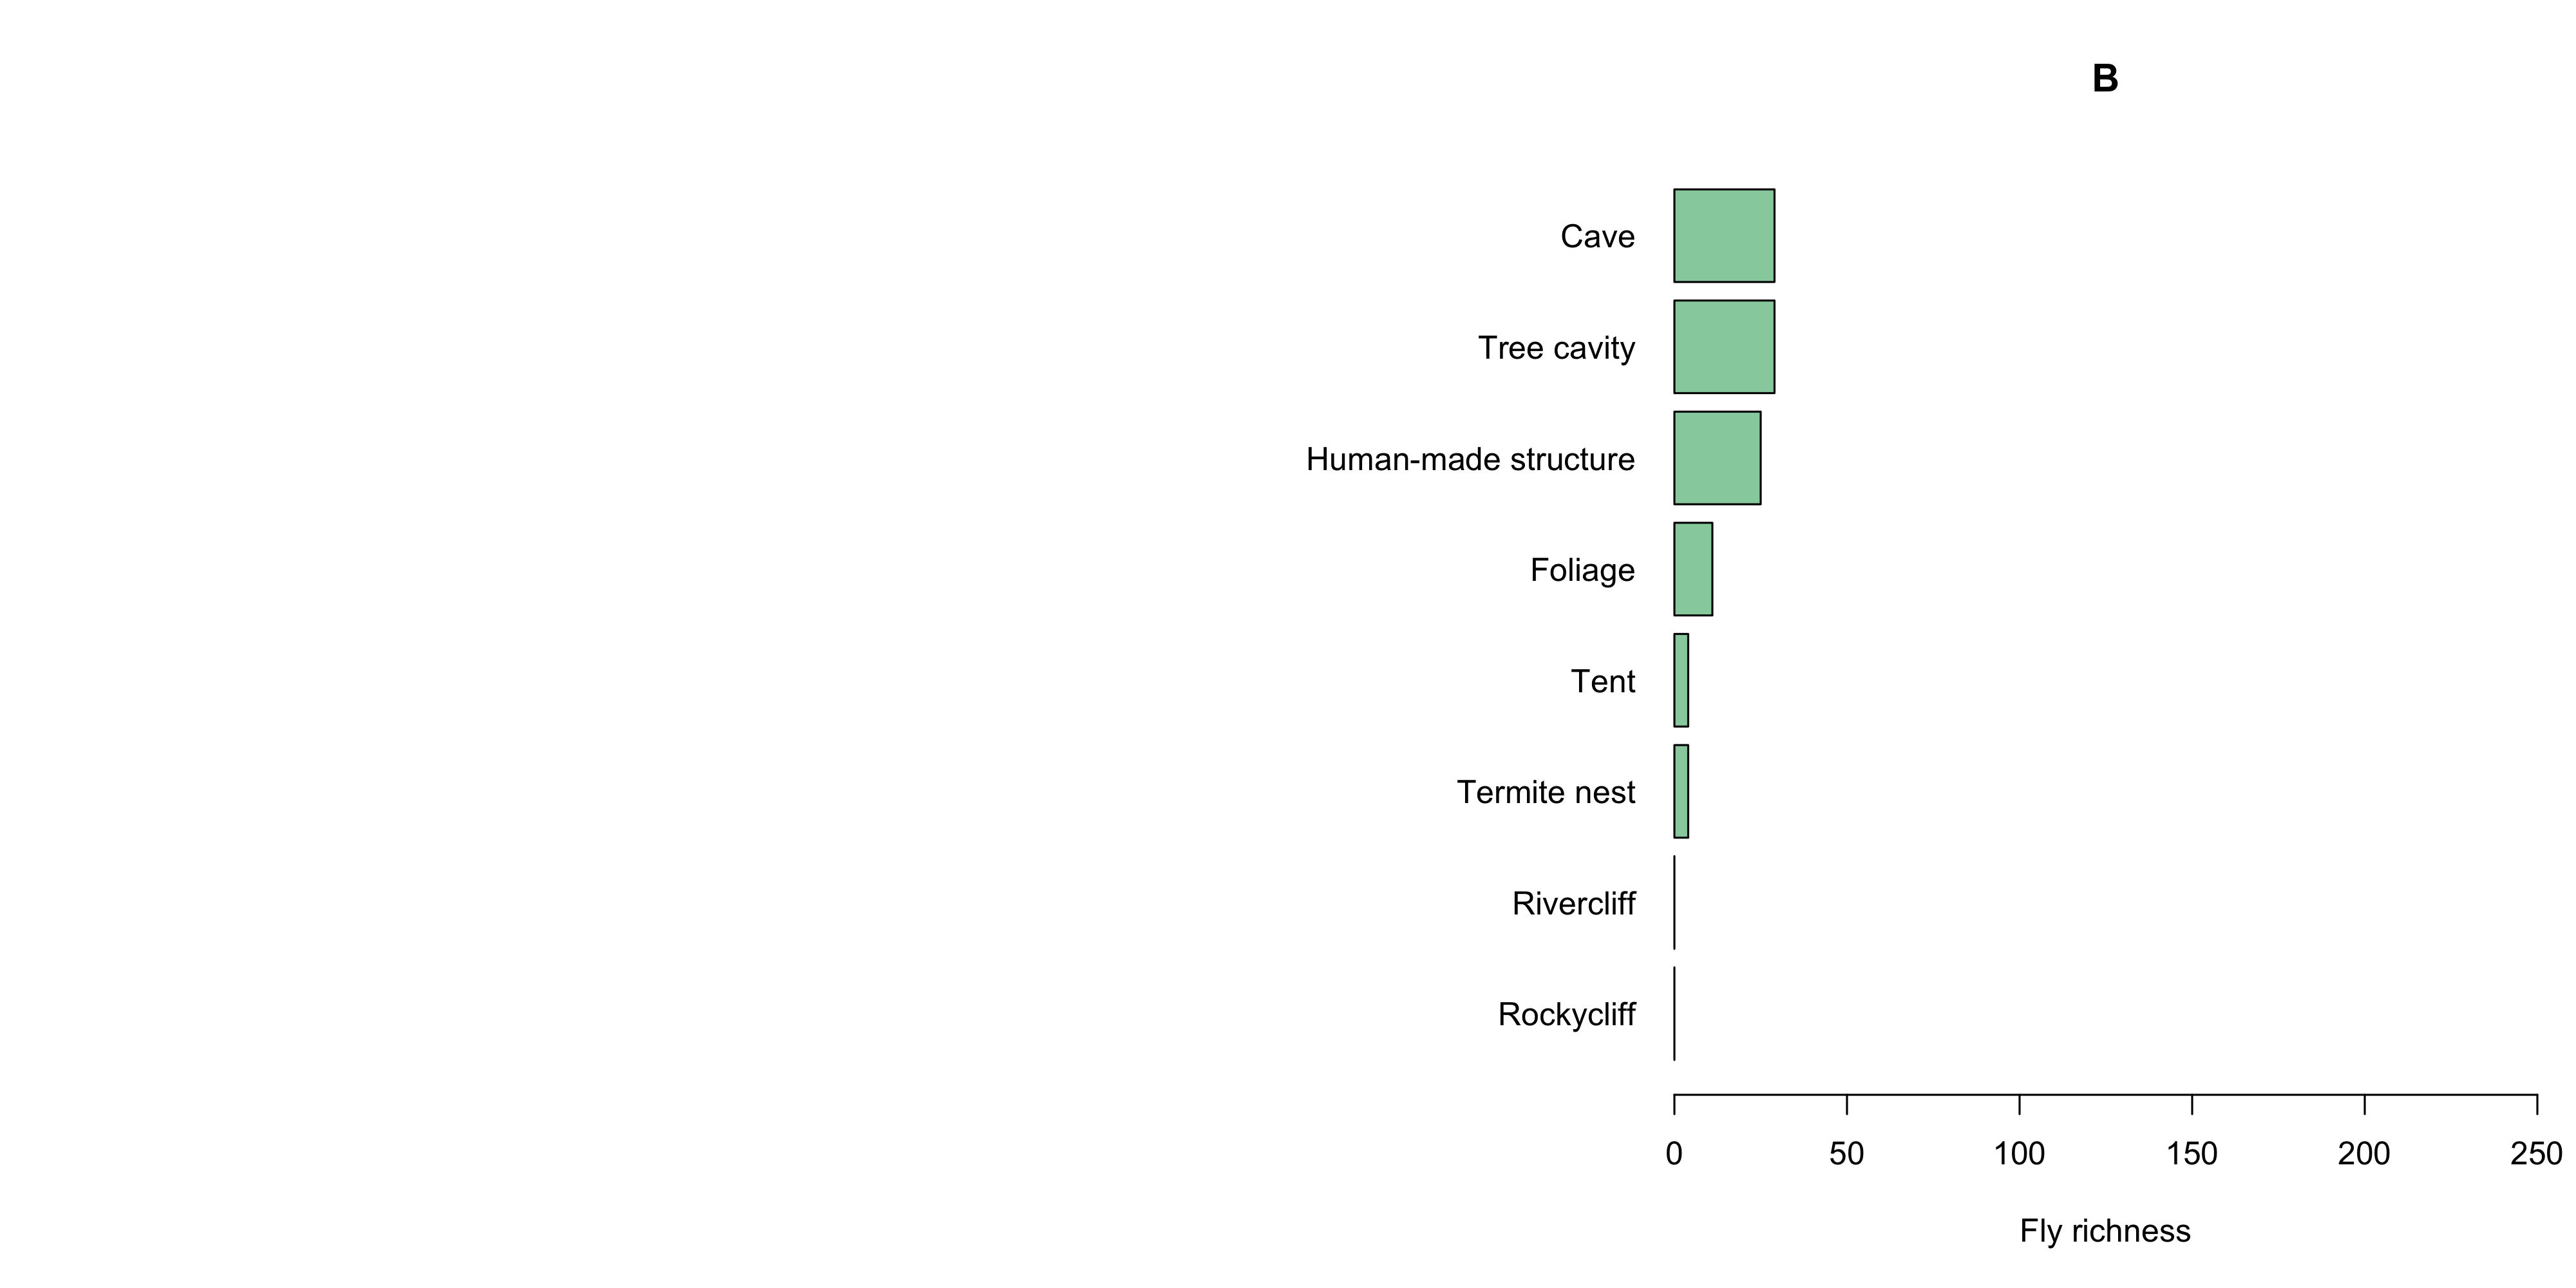 B
Cave
Tree cavity
Human-made structure
Foliage
Tent
Termite nest
Rivercliff
Rockycliff
0 50 100 150 200 250
Fly richness